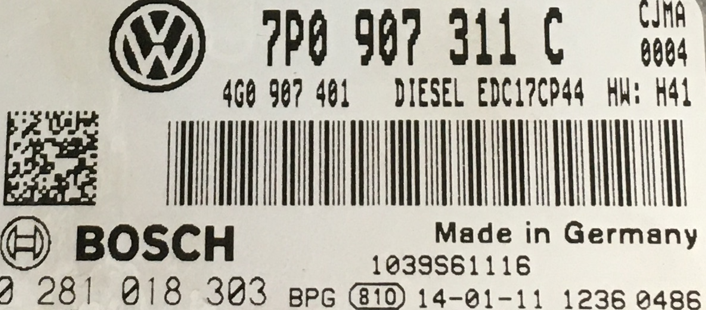 7P0 907 311 C
CJMA
0004
4G0 907 401 DIESEL EDC17CP44 HW: H41
BOSCH
Made in Germany
1039S61116
0 281 018 303 BPG 810 14-01-11 1236 0486